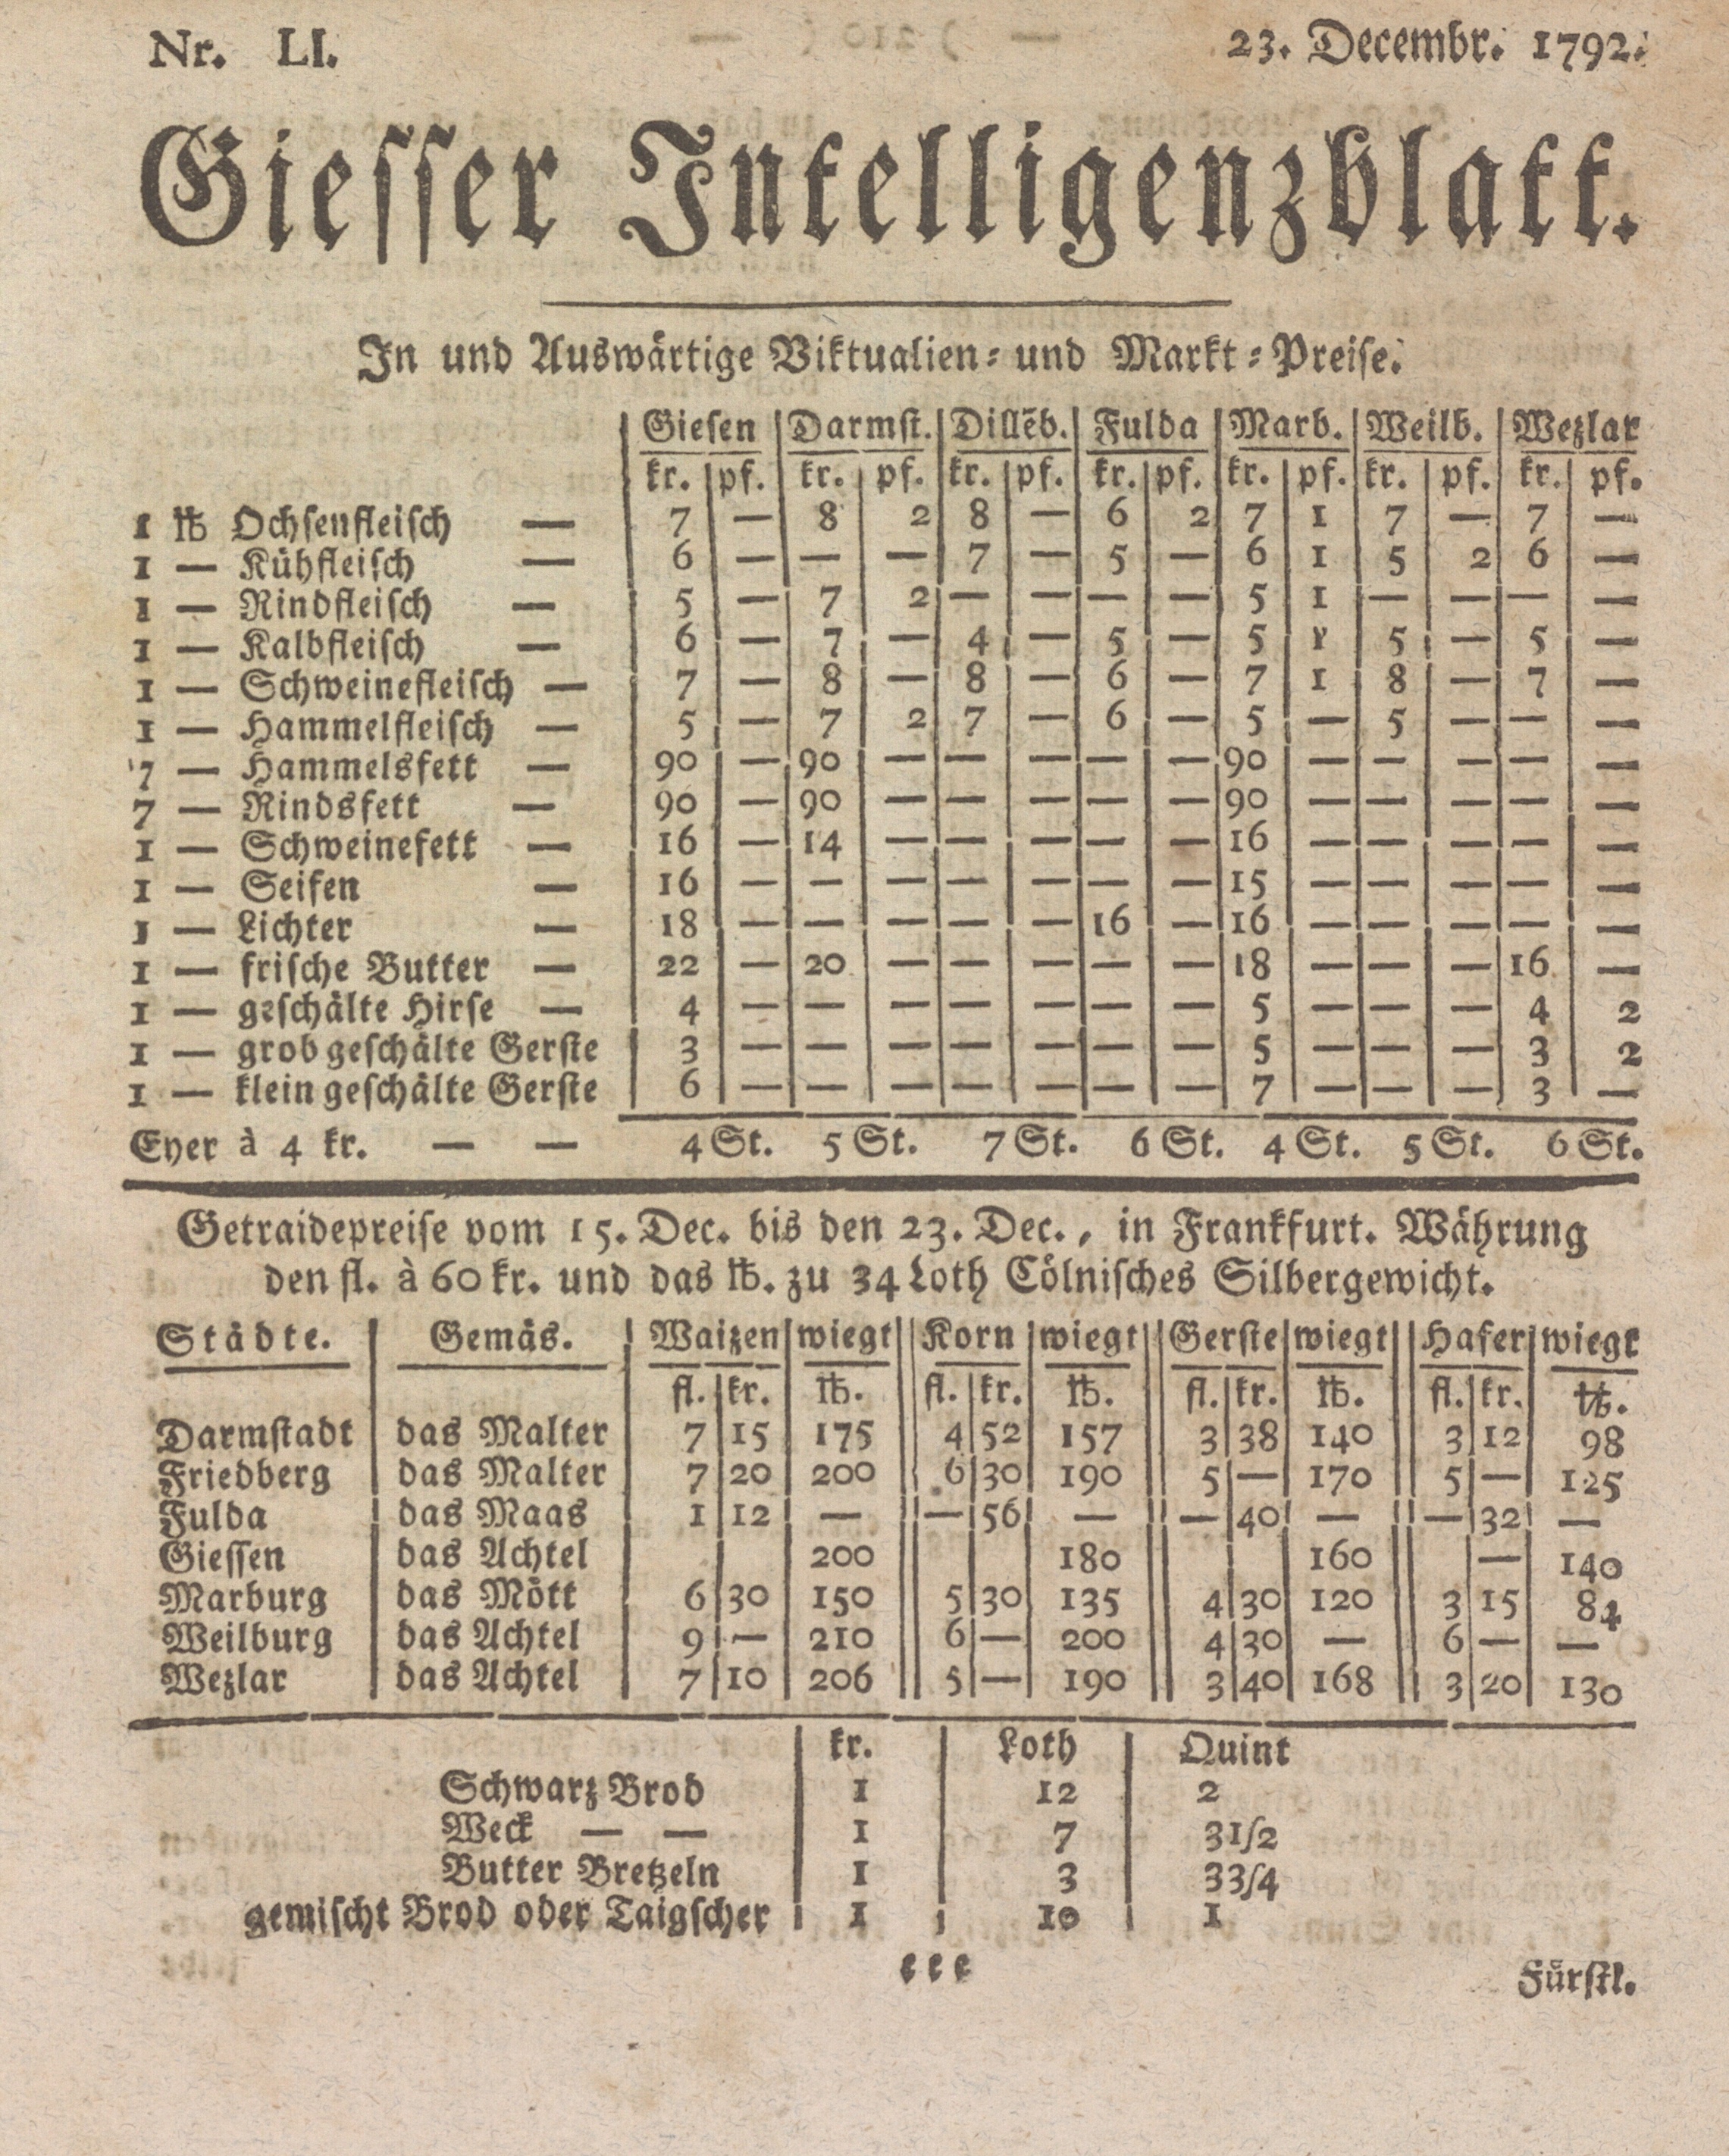 Nr. LI. 23. Decembr. 1792.
Giesser Intelligenzblatt.
In und Auswärtige Viktualien- und Markt-Preise.
Giesen Darmst. Dillēb. Fulda Marb. Weilb. Wezlar
kr. pf. kr. pf. kr. pf. kr. pf. kr. pf. kr. pf. kr. pf.
1 ℔ Ochsenfleisch — 7 — 8 2 8 — 6 2 7 1 7 — 7 —
1 — Kühfleisch — 6 — — — 7 — 5 — 6 1 5 2 6 —
1 — Rindfleisch — 5 — 7 2 — — — — 5 1 — — — —
1 — Kalbfleisch — 6 — 7 — 4 — 5 — 5 1 5 — 5 —
1 — Schweinefleisch — 7 — 8 — 8 — 6 — 7 1 8 — 7 —
1 — Hammelfleisch — 5 — 7 2 7 — 6 — 5 — 5 — — —
7 — Hammelsfett — 90 — 90 — — — — — 90 — — — — —
7 — Rindsfett — 90 — 90 — — — — — 90 — — — — —
1 — Schweinefett — 16 — 14 — — — — — 16 — — — — —
1 — Seifen — 16 — — — — — — — 15 — — — — —
1 — Lichter — 18 — — — — — 16 — 16 — — — — —
1 — frische Butter — 22 — 20 — — — — — 18 — — — 16 —
1 — geschälte Hirse — 4 — — — — — — — 5 — — — 4 2
1 — grob geschälte Gerste 3 — — — — — — — 5 — — — 3 2
1 — klein geschälte Gerste 6 — — — — — — — 7 — — — 3 —
Eyer à 4 kr. — — 4 St. 5 St. 7 St. 6 St. 4 St. 5 St. 6 St.
Getraidepreise vom 15. Dec. bis den 23. Dec., in Frankfurt. Währung
den fl. à 60 kr. und das ℔. zu 34 Loth Cölnisches Silbergewicht.
Städte. Gemäs. Waizen wiegt Korn wiegt Gerste wiegt Hafer wiegt
fl. kr. ℔. fl. kr. ℔. fl. kr. ℔. fl. kr. ℔.
Darmstadt das Malter 7 15 175 4 52 157 3 38 140 3 12 98
Friedberg das Malter 7 20 200 6 30 190 5 — 170 5 — 125
Fulda das Maas 1 12 — — 56 — — 40 — — 32 —
Giessen das Achtel 200 180 160 — 140
Marburg das Mött 6 30 150 5 30 135 4 30 120 3 15 84
Weilburg das Achtel 9 — 210 6 — 200 4 30 — 6 — —
Wezlar das Achtel 7 10 206 5 — 190 3 40 168 3 20 130
kr. Loth Quint
Schwarz Brod 1 12 2
Weck — — 1 7 3 1/2
Butter Bretzeln 1 3 3 3/4
gemischt Brod oder Taigscher 1 10 1
e e e Fürstl.